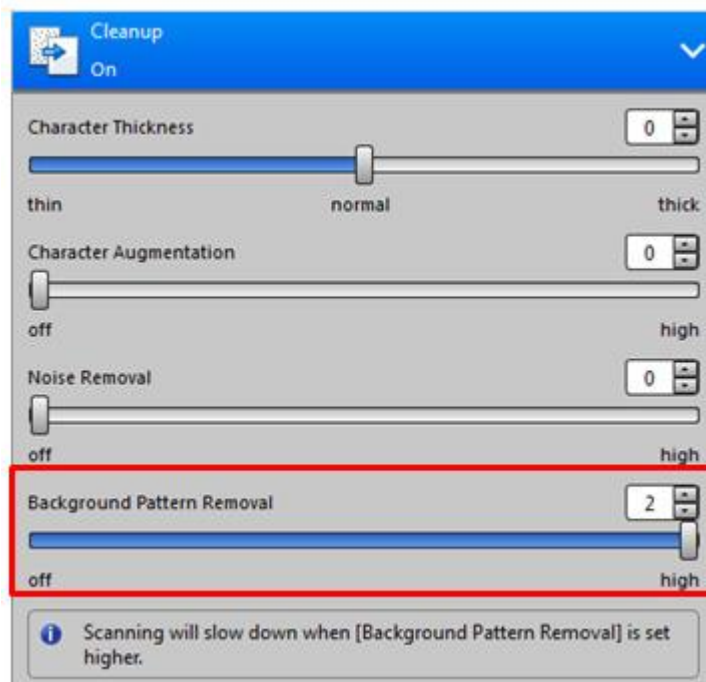 Cleanup
On
Character Thickness 0
thin normal thick
Character Augmentation 0
off high
Noise Removal 0
off high
Background Pattern Removal 2
off high
Scanning will slow down when [Background Pattern Removal] is set
higher.